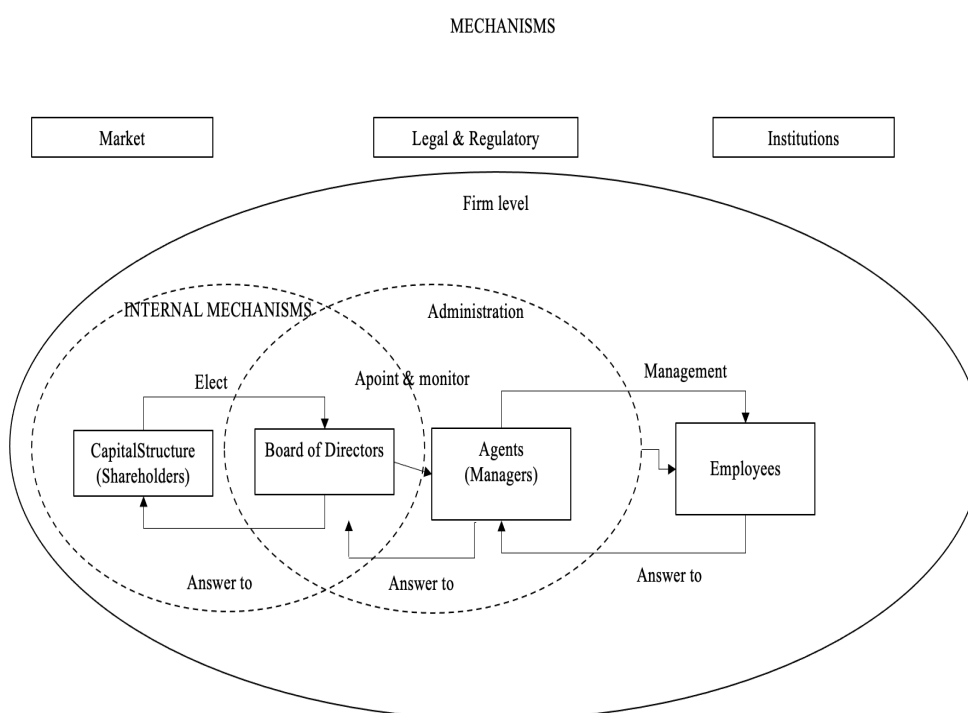 MECHANISMS
Market
Legal & Regulatory
Institutions
Firm level
INTERNAL MECHANISMS
Administration
Elect
Apoint & monitor
Management
CapitalStructure
(Shareholders)
Board of Directors
Agents
(Managers)
Employees
Answer to
Answer to
Answer to